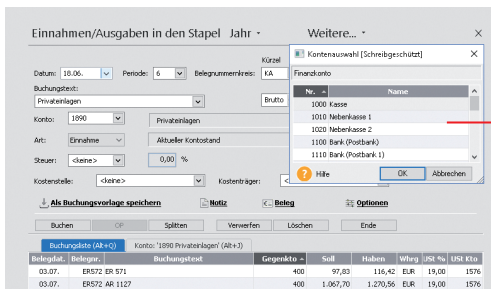 Einnahmen/Ausgaben in den Stapel Jahr Weitere...
Kürzel
Datum: 18.06. Periode: 6 Belegnummernkreis: KA
Buchungstext:
Privateinlagen Brutto
Konto: 1890 Privateinlagen
Art: Einnahme Aktueller Kontostand
Steuer: <keine> 0,00 %
Kostenstelle: <keine> Kostenträger: <
Kontenauswahl [Schreibgeschützt]
Finanzkonto
Nr. Name
1000 Kasse
1010 Nebenkasse 1
1020 Nebenkasse 2
1100 Bank (Postbank)
1110 Bank (Postbank 1)
Hilfe OK Abbrechen
Als Buchungsvorlage speichern Notiz Beleg Optionen
Buchen OP Splitten Verwerfen Löschen Ende
Buchungsliste (Alt+Q) Konto: '1890 Privateinlagen' (Alt+J)
Belegdat. Belegnr. Buchungstext Gegenkto Soll Haben Whrg USt % USt Kto
03.07. ER572 ER 571 400 97,83 116,42 EUR 19,00 1576
03.07. ER572 AR 1127 400 1.067,70 1.270,56 EUR 19,00 1576